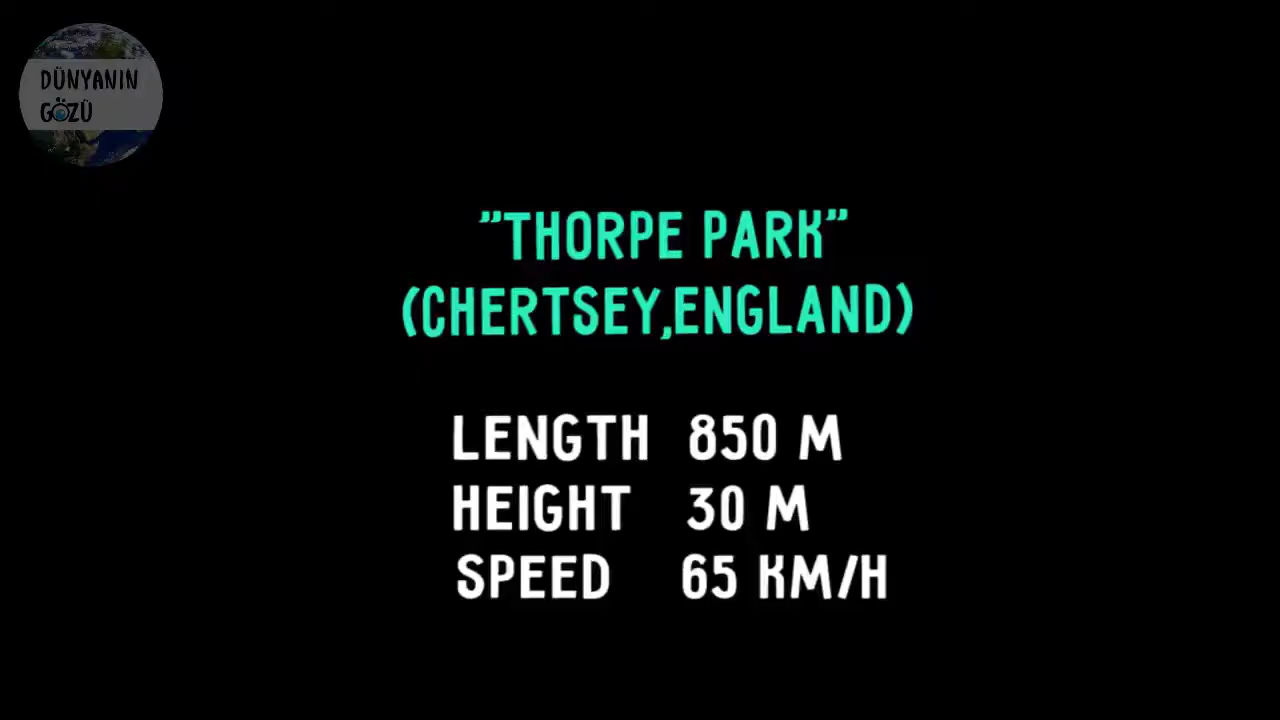 DÜNYANIN
GÖZÜ
"THORPE PARK"
(CHERTSEY,ENGLAND)
LENGTH 850 M
HEIGHT 30 M
SPEED 65 KM/H